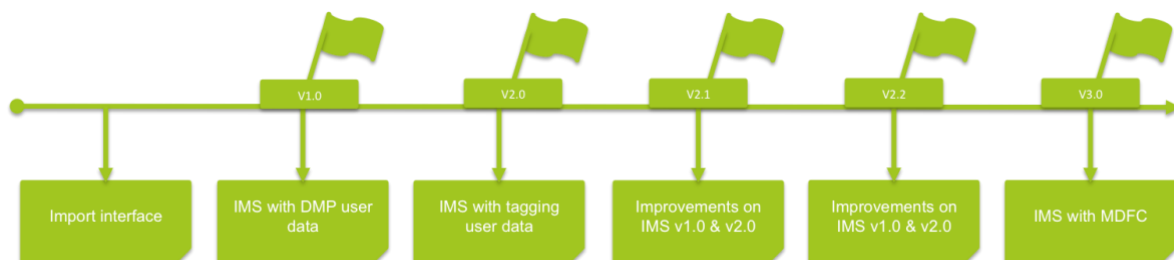 V1.0
V2.0
V2.1
V2.2
V3.0
Import interface
IMS with DMP user
data
IMS with tagging
user data
Improvements on
IMS v1.0 & v2.0
Improvements on
IMS v1.0 & v2.0
IMS with MDFC